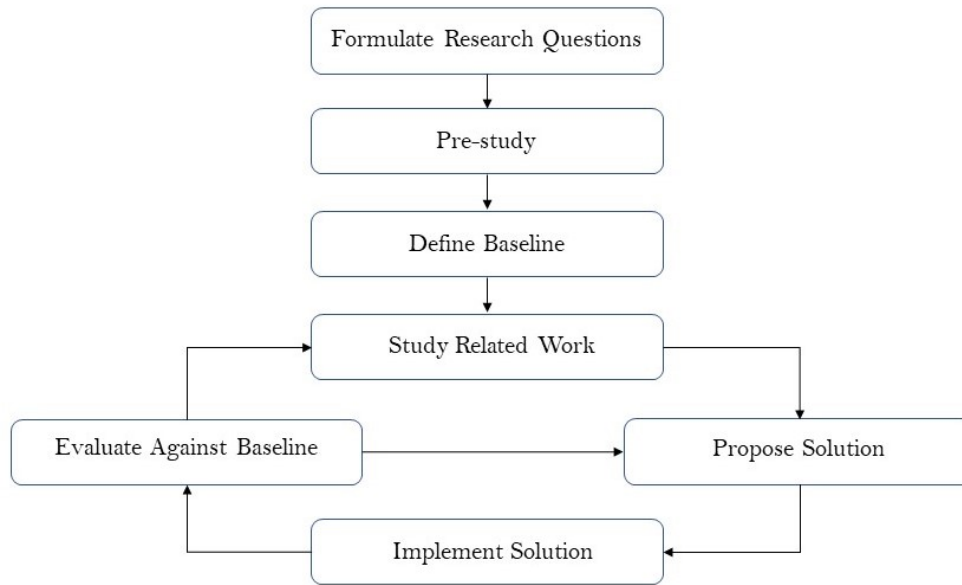 Formulate Research Questions
Pre-study
Define Baseline
Study Related Work
Evaluate Against Baseline
Propose Solution
Implement Solution